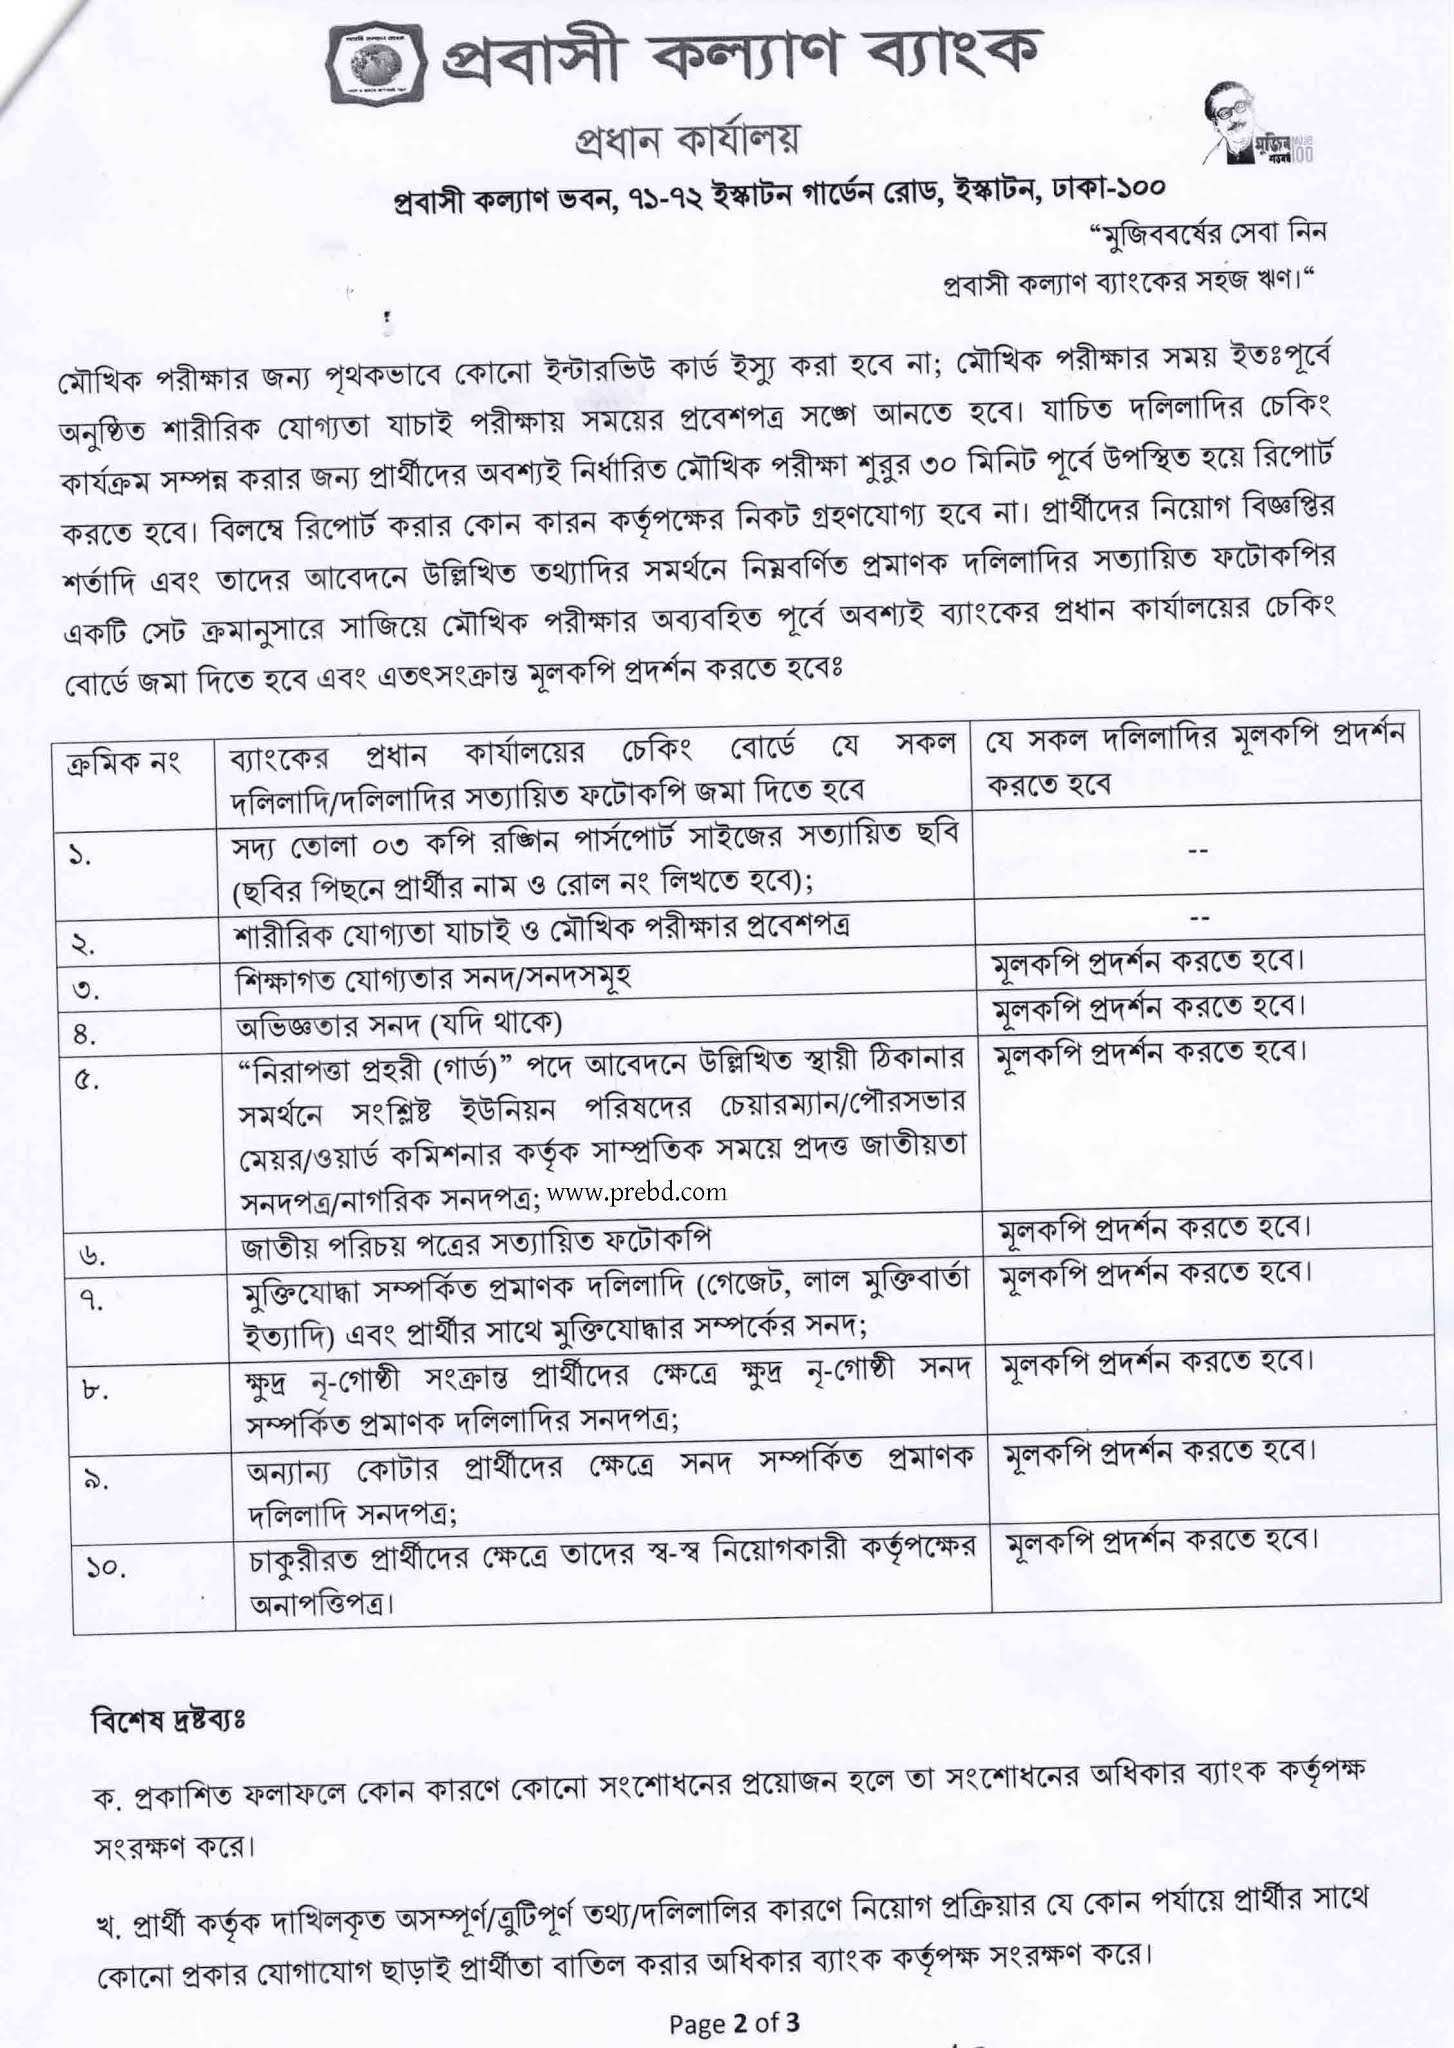 প্রবাসী কল্যাণ ব্যাংক
প্রধান কার্যালয়
মুজিব MUJIB
শতবর্ষ 100
প্রবাসী কল্যাণ ভবন, ৭১-৭২ ইস্কাটন গার্ডেন রোড, ইস্কাটন, ঢাকা-১০০
“মুজিববর্ষের সেবা নিন
প্রবাসী কল্যাণ ব্যাংকের সহজ ঋণ।“
মৌখিক পরীক্ষার জন্য পৃথকভাবে কোনো ইন্টারভিউ কার্ড ইস্যু করা হবে না; মৌখিক পরীক্ষার সময় ইতঃপূর্বে
অনুষ্ঠিত শারীরিক যোগ্যতা যাচাই পরীক্ষায় সময়ের প্রবেশপত্র সঙ্গে আনতে হবে। যাচিত দলিলাদির চেকিং
কার্যক্রম সম্পন্ন করার জন্য প্রার্থীদের অবশ্যই নির্ধারিত মৌখিক পরীক্ষা শুরুর ৩০ মিনিট পূর্বে উপস্থিত হয়ে রিপোর্ট
করতে হবে। বিলম্বে রিপোর্ট করার কোন কারন কর্তৃপক্ষের নিকট গ্রহণযোগ্য হবে না। প্রার্থীদের নিয়োগ বিজ্ঞপ্তির
শর্তাদি এবং তাদের আবেদনে উল্লিখিত তথ্যাদির সমর্থনে নিম্নবর্ণিত প্রমাণক দলিলাদির সত্যায়িত ফটোকপির
একটি সেট ক্রমানুসারে সাজিয়ে মৌখিক পরীক্ষার অব্যবহিত পূর্বে অবশ্যই ব্যাংকের প্রধান কার্যালয়ের চেকিং
বোর্ডে জমা দিতে হবে এবং এতৎসংক্রান্ত মূলকপি প্রদর্শন করতে হবেঃ
ক্রমিক নং ব্যাংকের প্রধান কার্যালয়ের চেকিং বোর্ডে যে সকল যে সকল দলিলাদির মূলকপি প্রদর্শন
দলিলাদি/দলিলাদির সত্যায়িত ফটোকপি জমা দিতে হবে করতে হবে
১. সদ্য তোলা ০৩ কপি রঙ্গিন পার্সপোর্ট সাইজের সত্যায়িত ছবি --
(ছবির পিছনে প্রার্থীর নাম ও রোল নং লিখতে হবে);
২. শারীরিক যোগ্যতা যাচাই ও মৌখিক পরীক্ষার প্রবেশপত্র --
৩. শিক্ষাগত যোগ্যতার সনদ/সনদসমূহ মূলকপি প্রদর্শন করতে হবে।
৪. অভিজ্ঞতার সনদ (যদি থাকে) মূলকপি প্রদর্শন করতে হবে।
৫. “নিরাপত্তা প্রহরী (গার্ড)” পদে আবেদনে উল্লিখিত স্থায়ী ঠিকানার মূলকপি প্রদর্শন করতে হবে।
সমর্থনে সংশ্লিষ্ট ইউনিয়ন পরিষদের চেয়ারম্যান/পৌরসভার
মেয়র/ওয়ার্ড কমিশনার কর্তৃক সাম্প্রতিক সময়ে প্রদত্ত জাতীয়তা
সনদপত্র/নাগরিক সনদপত্র; www.prebd.com
৬. জাতীয় পরিচয় পত্রের সত্যায়িত ফটোকপি মূলকপি প্রদর্শন করতে হবে।
৭. মুক্তিযোদ্ধা সম্পর্কিত প্রমাণক দলিলাদি (গেজেট, লাল মুক্তিবার্তা মূলকপি প্রদর্শন করতে হবে।
ইত্যাদি) এবং প্রার্থীর সাথে মুক্তিযোদ্ধার সম্পর্কের সনদ;
৮. ক্ষুদ্র নৃ-গোষ্ঠী সংক্রান্ত প্রার্থীদের ক্ষেত্রে ক্ষুদ্র নৃ-গোষ্ঠী সনদ মূলকপি প্রদর্শন করতে হবে।
সম্পর্কিত প্রমাণক দলিলাদির সনদপত্র;
৯. অন্যান্য কোটার প্রার্থীদের ক্ষেত্রে সনদ সম্পর্কিত প্রমাণক মূলকপি প্রদর্শন করতে হবে।
দলিলাদি সনদপত্র;
১০. চাকুরীরত প্রার্থীদের ক্ষেত্রে তাদের স্ব-স্ব নিয়োগকারী কর্তৃপক্ষের মূলকপি প্রদর্শন করতে হবে।
অনাপত্তিপত্র।
বিশেষ দ্রষ্টব্যঃ
ক. প্রকাশিত ফলাফলে কোন কারণে কোনো সংশোধনের প্রয়োজন হলে তা সংশোধনের অধিকার ব্যাংক কর্তৃপক্ষ
সংরক্ষণ করে।
খ. প্রার্থী কর্তৃক দাখিলকৃত অসম্পূর্ণ/ত্রুটিপূর্ণ তথ্য/দলিলালির কারণে নিয়োগ প্রক্রিয়ার যে কোন পর্যায়ে প্রার্থীর সাথে
কোনো প্রকার যোগাযোগ ছাড়াই প্রার্থীতা বাতিল করার অধিকার ব্যাংক কর্তৃপক্ষ সংরক্ষণ করে।
Page 2 of 3